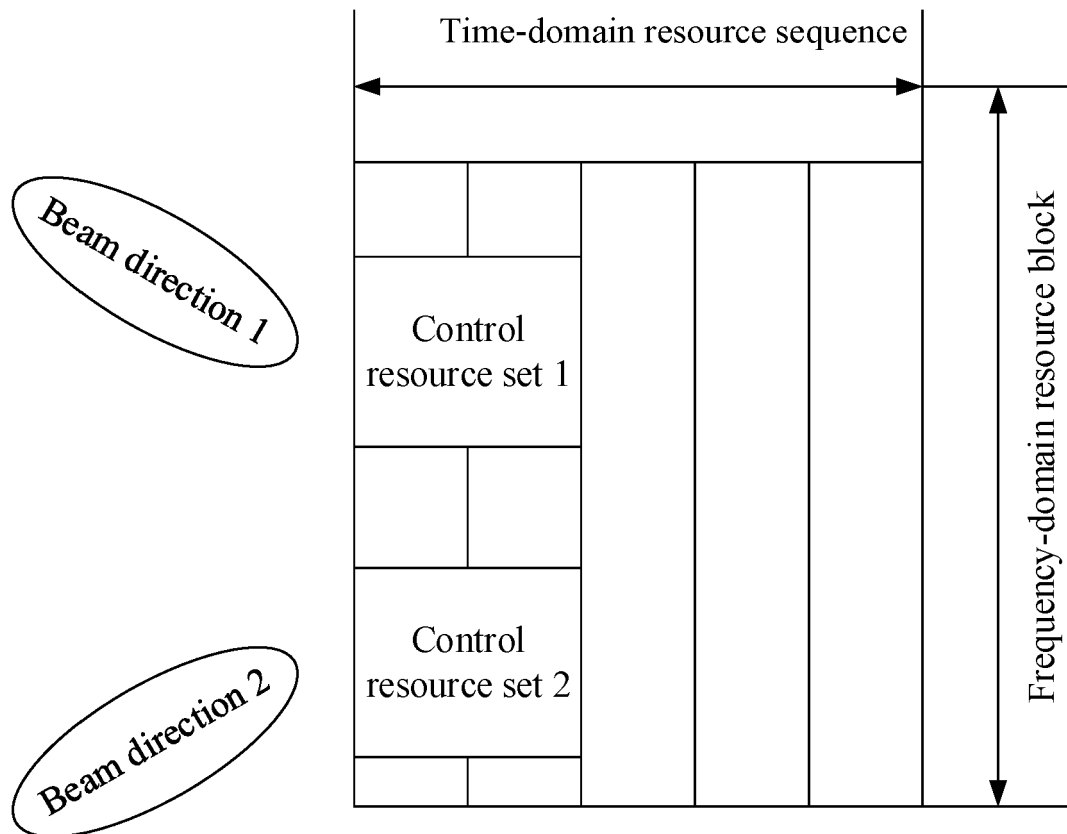 Time-domain resource sequence
Beam direction 1
Control
resource set 1
Frequency-domain resource block
Control
resource set 2
Beam direction 2